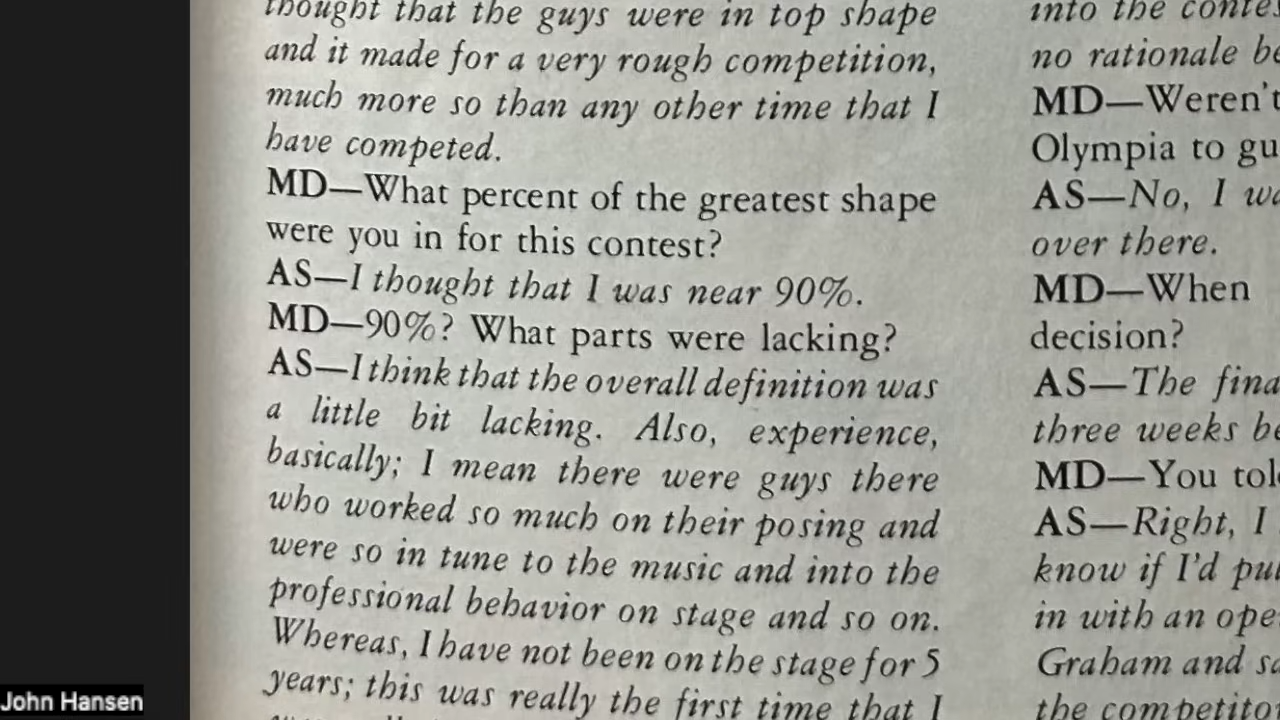 thought that the guys were in top shape
and it made for a very rough competition,
much more so than any other time that I
have competed.
MD—What percent of the greatest shape
were you in for this contest?
AS—I thought that I was near 90%.
MD—90%? What parts were lacking?
AS—I think that the overall definition was
a little bit lacking. Also, experience,
basically; I mean there were guys there
who worked so much on their posing and
were so in tune to the music and into the
professional behavior on stage and so on.
Whereas, I have not been on the stage for 5
years; this was really the first time that I
into the
no rationale
MD—Weren't
Olympia to
AS—No, I
over there.
MD—When
decision?
AS—The
three weeks
MD—You
AS—Right, I
know if I'd
in with an
Graham and
the
John Hansen